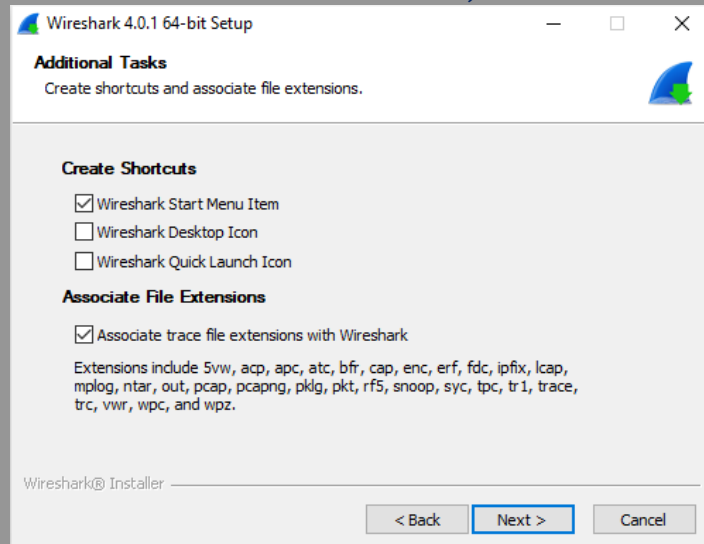 Wireshark 4.0.1 64-bit Setup
Additional Tasks
Create shortcuts and associate file extensions.
Create Shortcuts
Wireshark Start Menu Item
Wireshark Desktop Icon
Wireshark Quick Launch Icon
Associate File Extensions
Associate trace file extensions with Wireshark
Extensions include 5vw, acp, apc, atc, bfr, cap, enc, erf, fdc, ipfix, lcap,
mplog, ntar, out, pcap, pcapng, pklg, pkt, rf5, snoop, syc, tpc, tr1, trace,
trc, vwr, wpc, and wpz.
Wireshark® Installer
< Back Next > Cancel